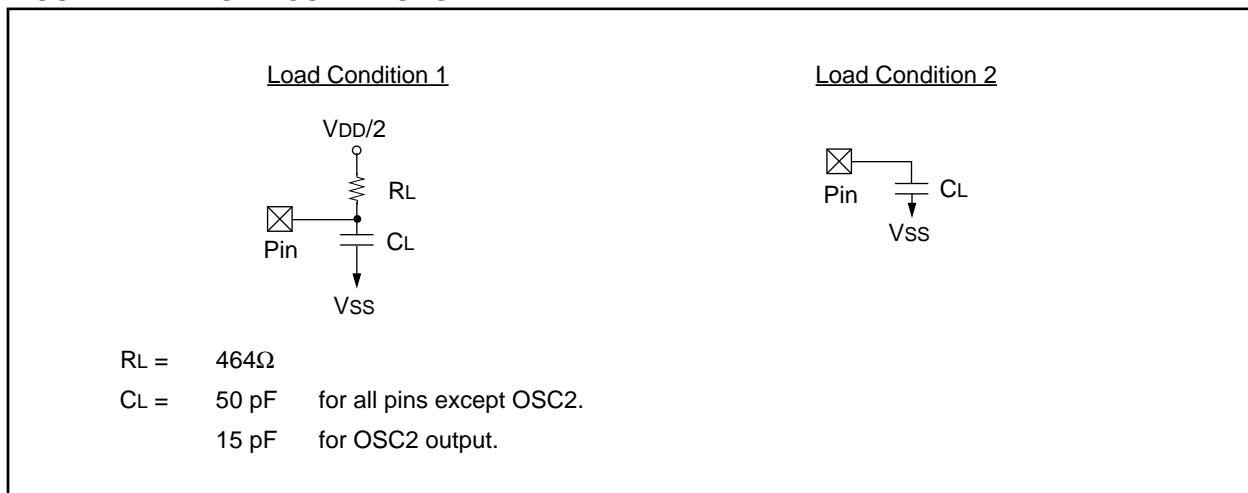 Load Condition 1
VDD/2
RL
Pin
CL
VSS
Load Condition 2
Pin
CL
VSS
RL = 464Ω
CL = 50 pF for all pins except OSC2.
15 pF for OSC2 output.